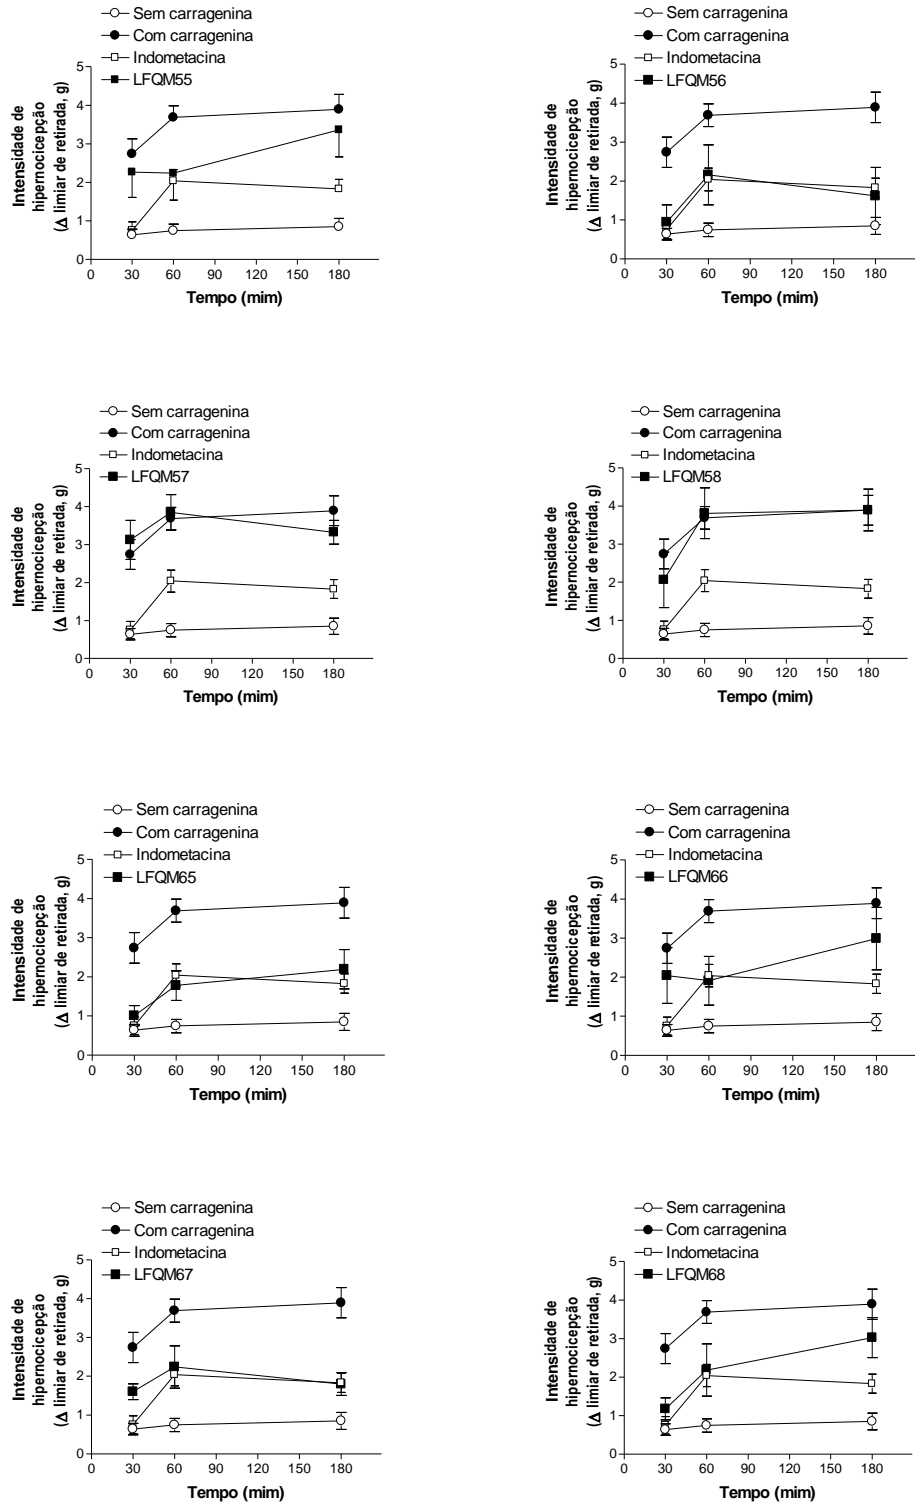 Sem carragenina
Com carragenina
Indometacina
LFQM55
Intensidade de
hipernocicepção
(Δ limiar de retirada, g)
5
4
3
2
1
0
0 30 60 90 120 150 180
Tempo (mim)
Sem carragenina
Com carragenina
Indometacina
LFQM56
Intensidade de
hipernocicepção
(Δ limiar de retirada, g)
5
4
3
2
1
0
0 30 60 90 120 150 180
Tempo (mim)
Sem carragenina
Com carragenina
Indometacina
LFQM57
Intensidade de
hipernocicepção
(Δ limiar de retirada, g)
5
4
3
2
1
0
0 30 60 90 120 150 180
Tempo (mim)
Sem carragenina
Com carragenina
Indometacina
LFQM58
Intensidade de
hipernocicepção
(Δ limiar de retirada, g)
5
4
3
2
1
0
0 30 60 90 120 150 180
Tempo (mim)
Sem carragenina
Com carragenina
Indometacina
LFQM65
Intensidade de
hipernocicepção
(Δ limiar de retirada, g)
5
4
3
2
1
0
0 30 60 90 120 150 180
Tempo (mim)
Sem carragenina
Com carragenina
Indometacina
LFQM66
Intensidade de
hipernocicepção
(Δ limiar de retirada, g)
5
4
3
2
1
0
0 30 60 90 120 150 180
Tempo (mim)
Sem carragenina
Com carragenina
Indometacina
LFQM67
Intensidade de
hipernocicepção
(Δ limiar de retirada, g)
5
4
3
2
1
0
0 30 60 90 120 150 180
Tempo (mim)
Sem carragenina
Com carragenina
Indometacina
LFQM68
Intensidade de
hipernocicepção
(Δ limiar de retirada, g)
5
4
3
2
1
0
0 30 60 90 120 150 180
Tempo (mim)